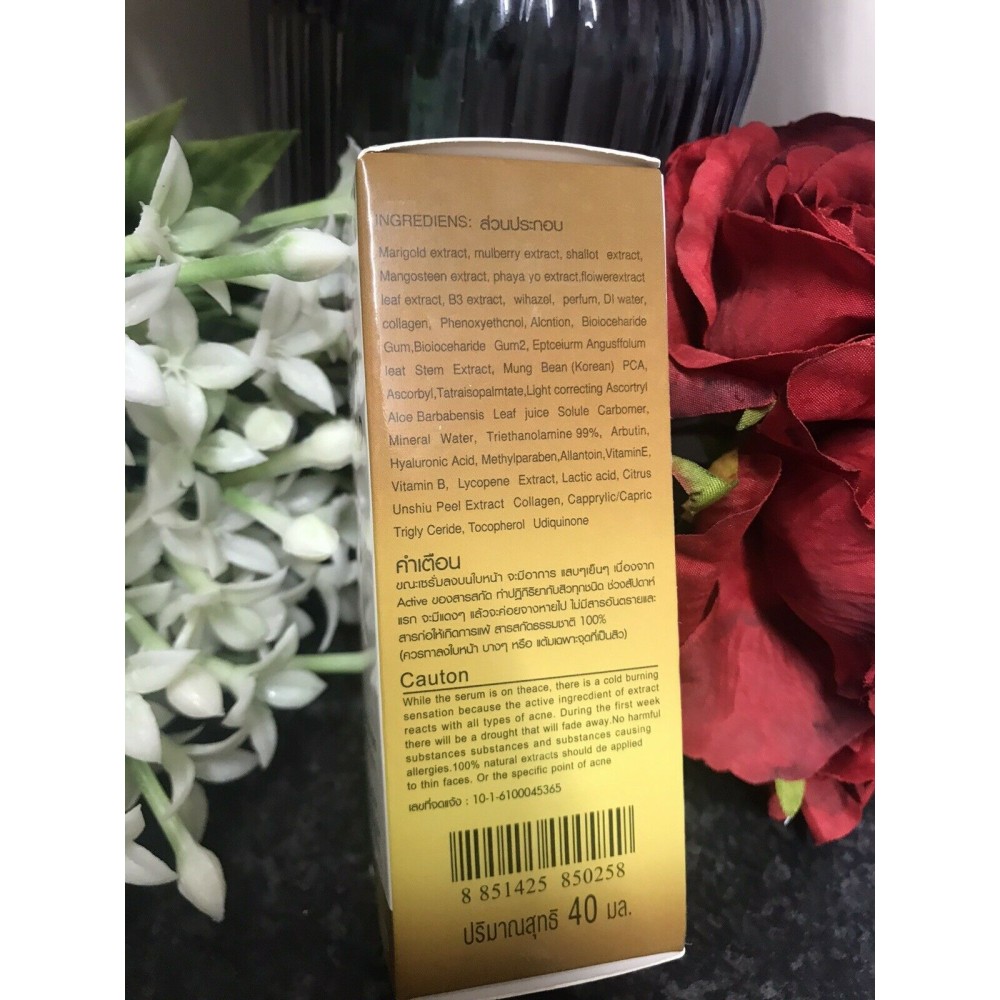 INGREDIENS: ส่วนประกอบ
Marigold extract, mulberry extract, shallot extract,
Mangosteen extract, phaya yo extract,floiwerextract
leaf extract, B3 extract, wihazel, perfum, DI water,
collagen, Phenoxyethcnol, Alcntion, Bioioceharide
Gum,Bioioceharide Gum2, Eptceiurm Angusffolum
leat Stem Extract, Mung Bean (Korean) PCA,
Ascorbyl,Tatraisopalmtate,Light correcting Ascortryl
Aloe Barbabensis Leaf juice Solule Carbomer,
Mineral Water, Triethanolamine 99%, Arbutin,
Hyaluronic Acid, Methylparaben,Allantoin,VitaminE,
Vitamin B, Lycopene Extract, Lactic acid, Citrus
Unshiu Peel Extract Collagen, Capprylic/Capric
Trigly Ceride, Tocopherol Udiquinone
คำเตือน
ขณะเซรั่มลงบนใบหน้า จะมีอาการ แสบๆเย็นๆ เนื่องจาก
Active ของสารสกัด ทำปฏิกิริยากับสิวทุกชนิด ช่วงสัปดาห์
แรก จะมีแดงๆ แล้วจะค่อยจางหายไป ไม่มีสารอันตรายและ
สารก่อให้เกิดการแพ้ สารสกัดธรรมชาติ 100%
(ควรทาลงใบหน้า บางๆ หรือ แต้มเฉพาะจุดที่เป็นสิว)
Cauton
While the serum is on theace, there is a cold burning
sensation because the active ingrecdient of extract
reacts with all types of acne. During the first week
there will be a drought that will fade away.No harmful
substances substances and substances causing
allergies.100% natural extracts should de applied
to thin faces. Or the specific point of acne
เลขที่จดแจ้ง : 10-1-6100045365
8 851425 850258
ปริมาณสุทธิ 40 มล.